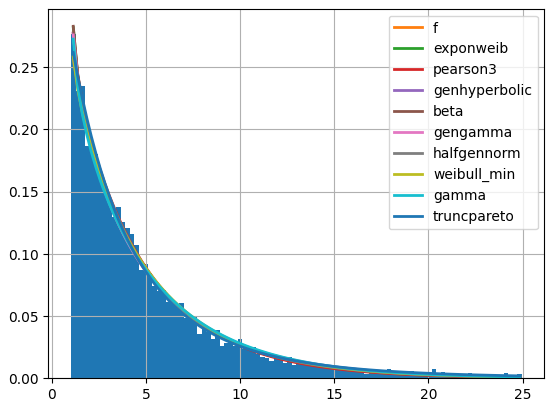 f
exponweib
pearson3
genhyperbolic
beta
gengamma
halfgennorm
weibull_min
gamma
truncpareto
0.25
0.20
0.15
0.10
0.05
0.00
0 5 10 15 20 25